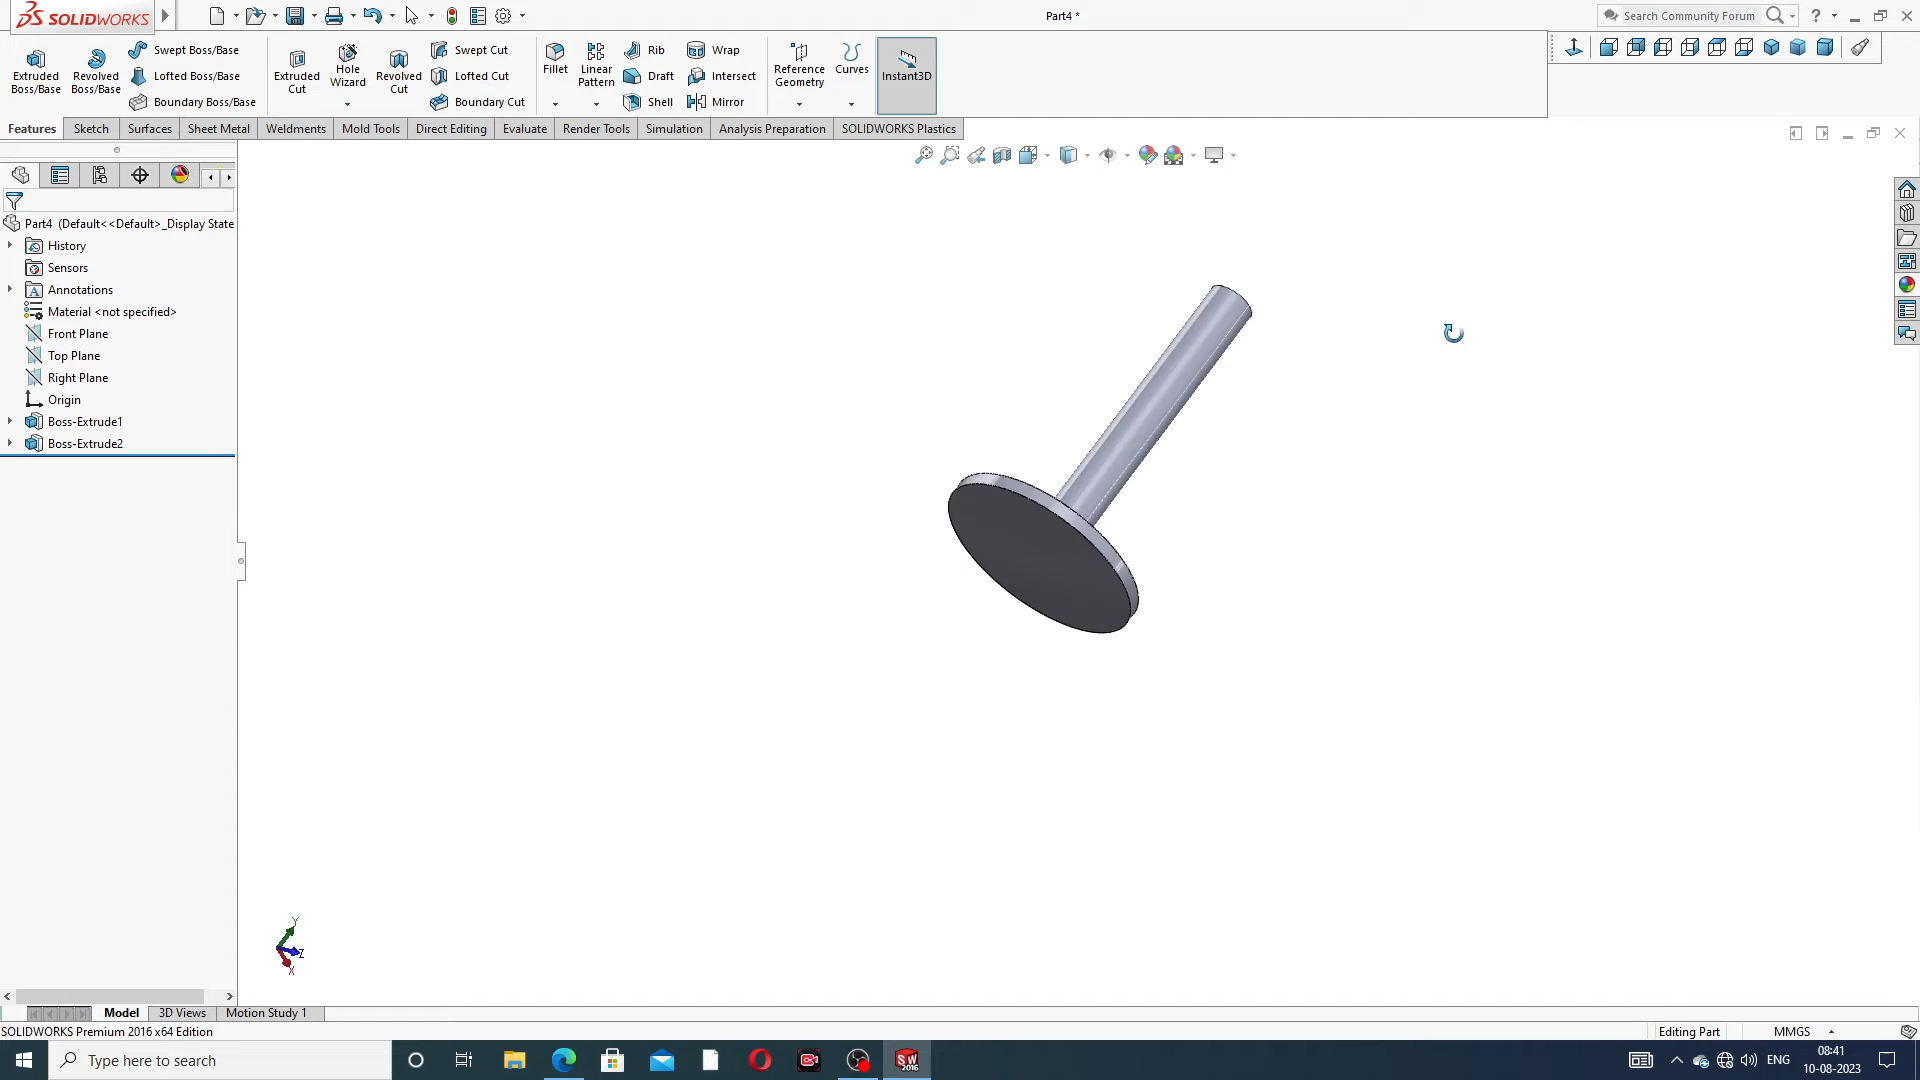 SOLIDWORKS
Part4 *
Search Community Forum
?
Extruded Boss/Base
Revolved Boss/Base
Swept Boss/Base
Lofted Boss/Base
Boundary Boss/Base
Extruded Cut
Hole Wizard
Revolved Cut
Swept Cut
Lofted Cut
Boundary Cut
Fillet
Linear Pattern
Rib
Draft
Shell
Wrap
Intersect
Mirror
Reference Geometry
Curves
Instant3D
Features
Sketch
Surfaces
Sheet Metal
Weldments
Mold Tools
Direct Editing
Evaluate
Render Tools
Simulation
Analysis Preparation
SOLIDWORKS Plastics
Part4 (Default<<Default>_Display State
History
Sensors
Annotations
Material <not specified>
Front Plane
Top Plane
Right Plane
Origin
Boss-Extrude1
Boss-Extrude2
Y
Z
X
Model
3D Views
Motion Study 1
SOLIDWORKS Premium 2016 x64 Edition
Editing Part
MMGS
Type here to search
SW 2016
ENG
08:41
10-08-2023